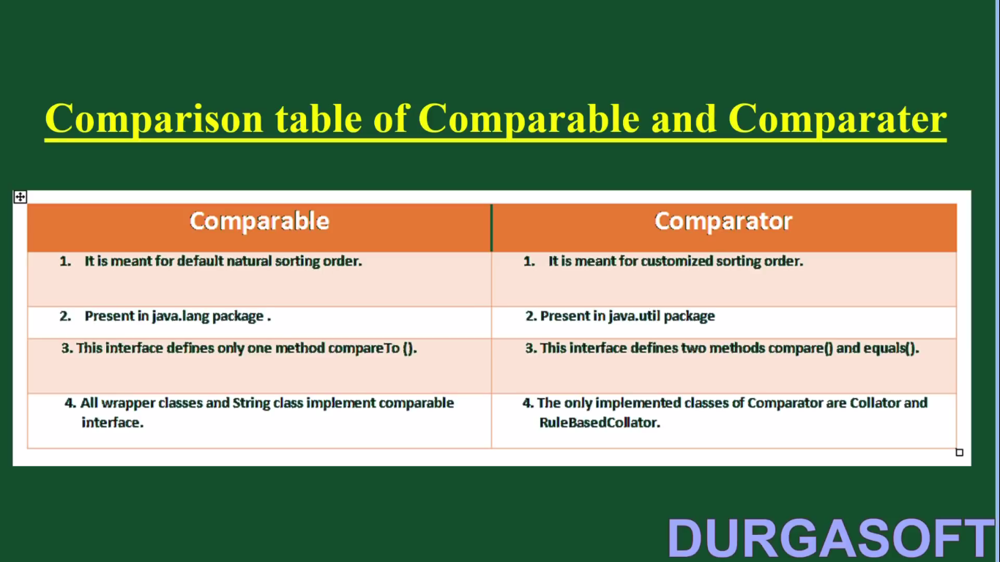 Comparison table of Comparable and Comparater
Comparable
Comparator
1. It is meant for default natural sorting order.
1. It is meant for customized sorting order.
2. Present in java.lang package .
2. Present in java.util package
3. This interface defines only one method compareTo ().
3. This interface defines two methods compare() and equals().
4. All wrapper classes and String class implement comparable
interface.
4. The only implemented classes of Comparator are Collator and
RuleBasedCollator.
DURGASOFT